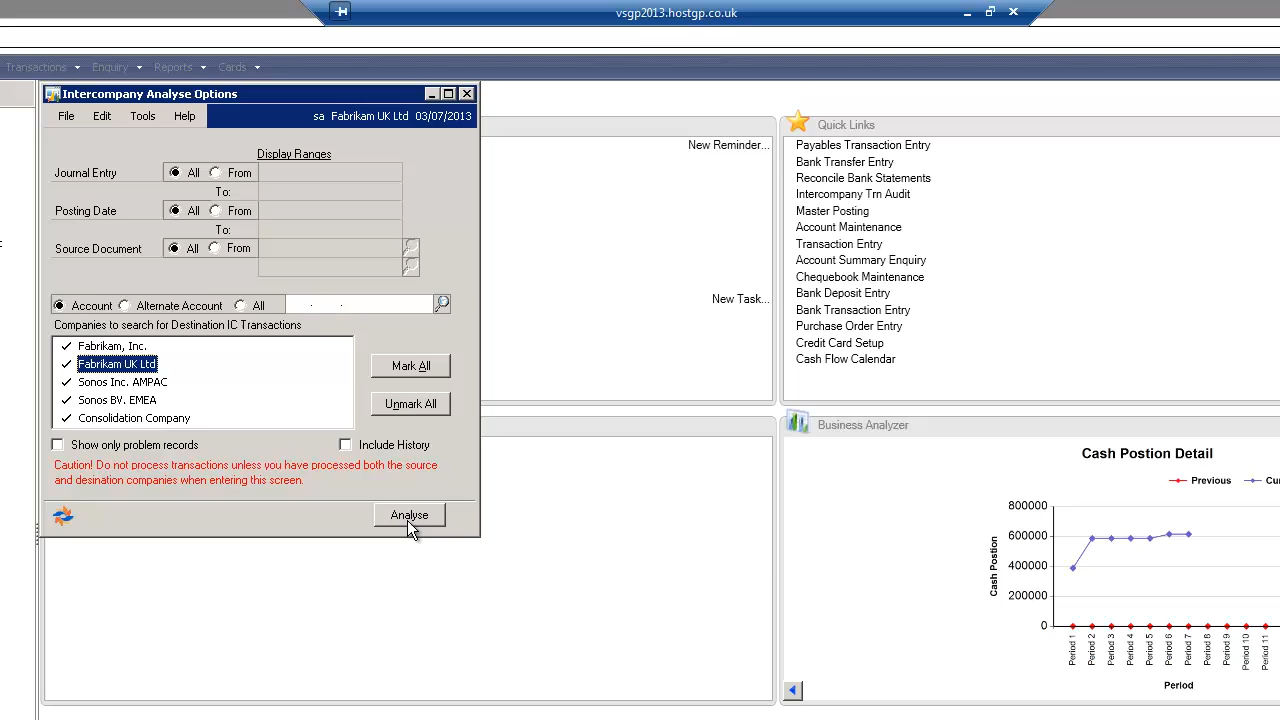 vsgp2013.hostgp.co.uk
Transactions Enquiry Reports Cards
Intercompany Analyse Options
File Edit Tools Help sa Fabrikam UK Ltd 03/07/2013
Display Ranges
Journal Entry All From
To:
Posting Date All From
To:
Source Document All From
Account Alternate Account All
Companies to search for Destination IC Transactions
Fabrikam, Inc.
Fabrikam UK Ltd
Sonos Inc. AMPAC
Sonos BV. EMEA
Consolidation Company
Mark All
Unmark All
Show only problem records Include History
Caution! Do not process transactions unless you have processed both the source
and desination companies when entering this screen.
Analyse
New Reminder...
New Task...
Quick Links
Payables Transaction Entry
Bank Transfer Entry
Reconcile Bank Statements
Intercompany Trn Audit
Master Posting
Account Maintenance
Transaction Entry
Account Summary Enquiry
Chequebook Maintenance
Bank Deposit Entry
Bank Transaction Entry
Purchase Order Entry
Credit Card Setup
Cash Flow Calendar
Business Analyzer
Cash Postion Detail
Previous Cu
Cash Postion
800000
600000
400000
200000
0
Period 1
Period 2
Period 3
Period 4
Period 5
Period 6
Period 7
Period 8
Period 9
Period 10
Period 11
Period